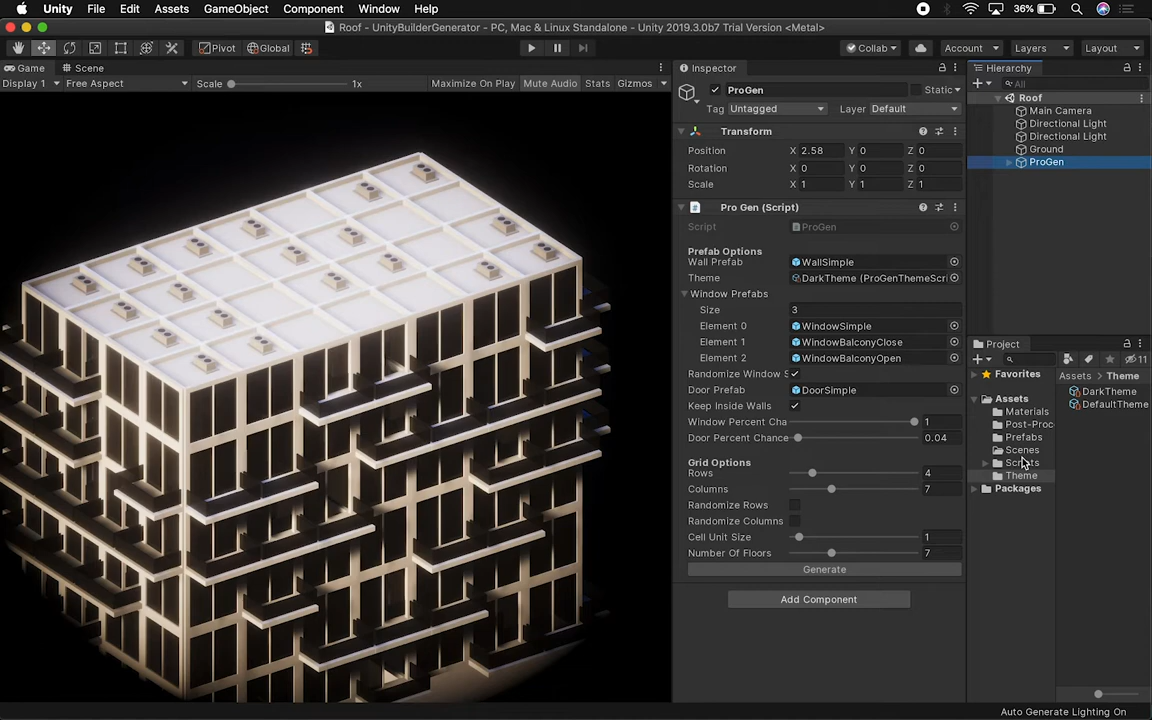 Unity File Edit Assets GameObject Component Window Help 36%
Roof - UnityBuilderGenerator - PC, Mac & Linux Standalone - Unity 2019.3.0b7 Trial Version <Metal>
Pivot Global Collab Account Layers Layout
Game Scene
Display 1 Free Aspect Scale 1x Maximize On Play Mute Audio Stats Gizmos
Inspector
ProGen Static
Tag Untagged Layer Default
Transform
Position X 2.58 Y 0 Z 0
Rotation X 0 Y 0 Z 0
Scale X 1 Y 1 Z 1
Pro Gen (Script)
Script ProGen
Prefab Options
Wall Prefab WallSimple
Theme DarkTheme (ProGenThemeScri
Window Prefabs
Size 3
Element 0 WindowSimple
Element 1 WindowBalconyClose
Element 2 WindowBalconyOpen
Randomize Window S
Door Prefab DoorSimple
Keep Inside Walls
Window Percent Cha 1
Door Percent Chance 0.04
Grid Options
Rows 4
Columns 7
Randomize Rows
Randomize Columns
Cell Unit Size 1
Number Of Floors 7
Generate
Add Component
Hierarchy
All
Roof
Main Camera
Directional Light
Directional Light
Ground
ProGen
Project
11
Favorites
Assets
Materials
Post-Proc
Prefabs
Scenes
Scripts
Theme
Packages
Assets > Theme
DarkTheme
DefaultTheme
Auto Generate Lighting On